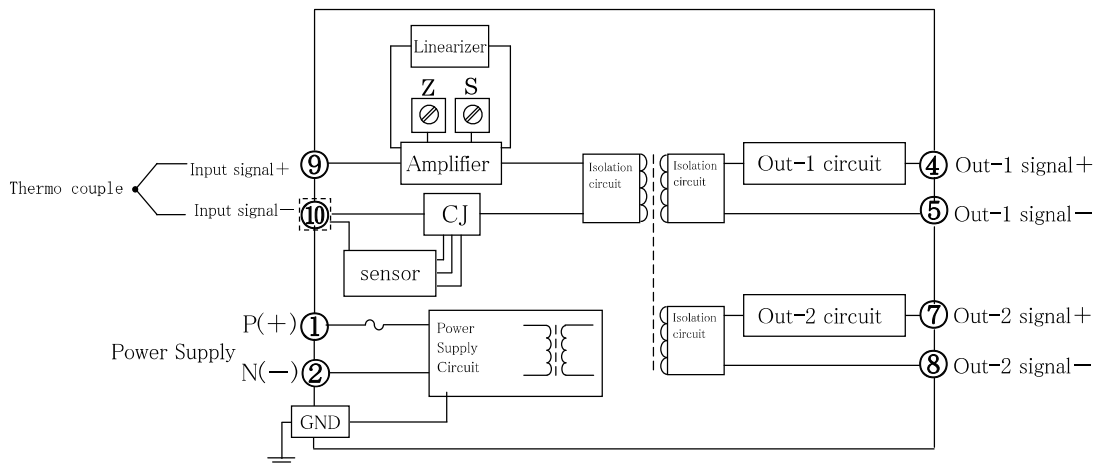 Linearizer
Z S
Amplifier
Thermo couple
Input signal+
Input signal−
9
10
CJ
sensor
Isolation
circuit
Isolation
circuit
Out-1 circuit
4 Out-1 signal+
5 Out-1 signal−
Isolation
circuit
Out-2 circuit
7 Out-2 signal+
8 Out-2 signal−
P(+) 1
Power Supply
N(−) 2
Power
Supply
Circuit
GND